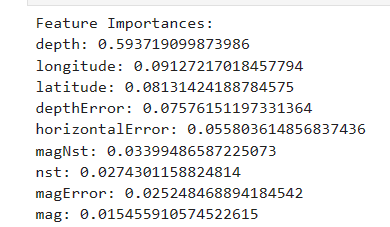 Feature Importances:
depth: 0.593719099873986
longitude: 0.09127217018457794
latitude: 0.08131424188784575
depthError: 0.07576151197331364
horizontalError: 0.055803614856837436
magNst: 0.03399486587225073
nst: 0.0274301158824814
magError: 0.025248468894184542
mag: 0.015455910574522615